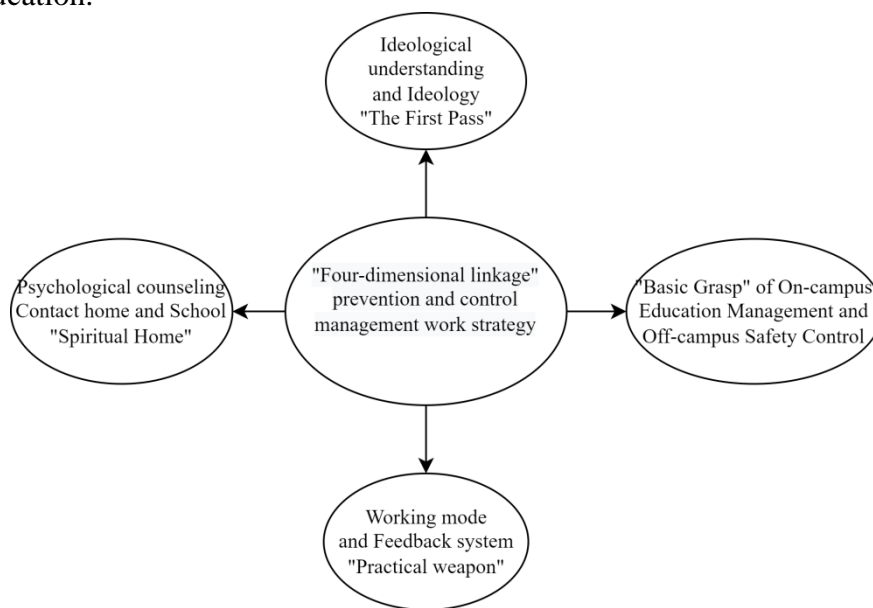 Ideological
understanding
and Ideology
"The First Pass"
"Four-dimensional linkage"
prevention and control
management work strategy
Psychological counseling
Contact home and School
"Spiritual Home"
"Basic Grasp" of On-campus
Education Management and
Off-campus Safety Control
Working mode
and Feedback system
"Practical weapon"